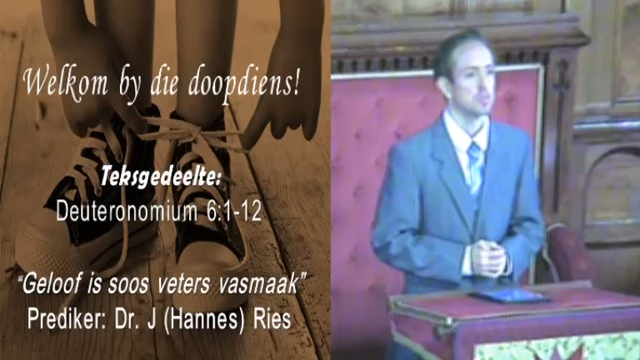 Welkom by die doopdiens!
Teksgedeelte:
Deuteronomium 6:1-12
“Geloof is soos veters vasmaak”
Prediker: Dr. J (Hannes) Ries